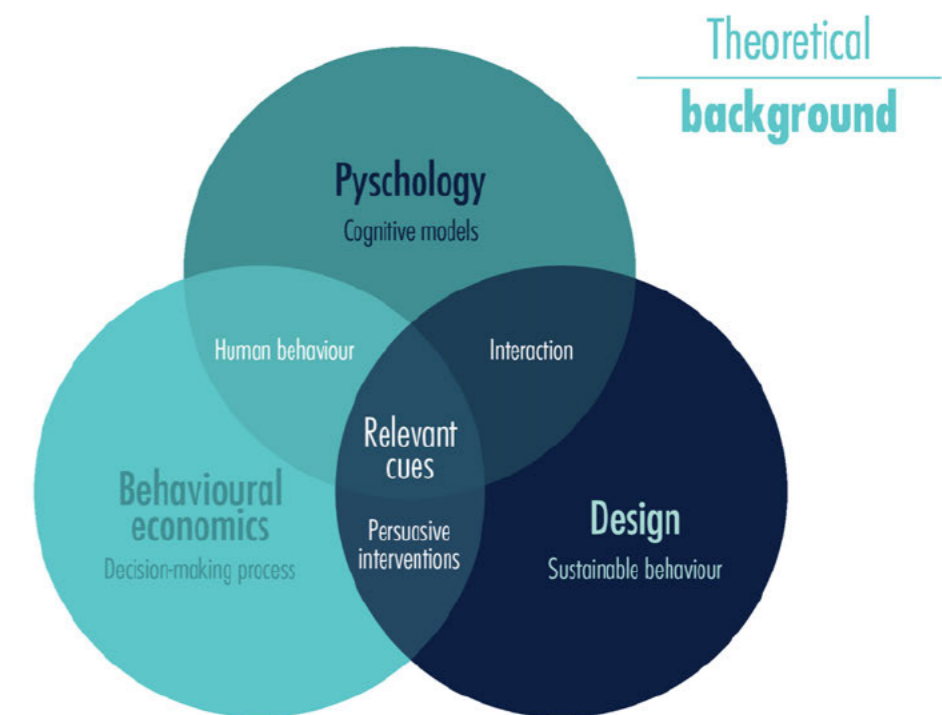 Theoretical
background
Pyschology
Cognitive models
Human behaviour
Interaction
Relevant
cues
Behavioural
economics
Decision-making process
Persuasive
interventions
Design
Sustainable behaviour